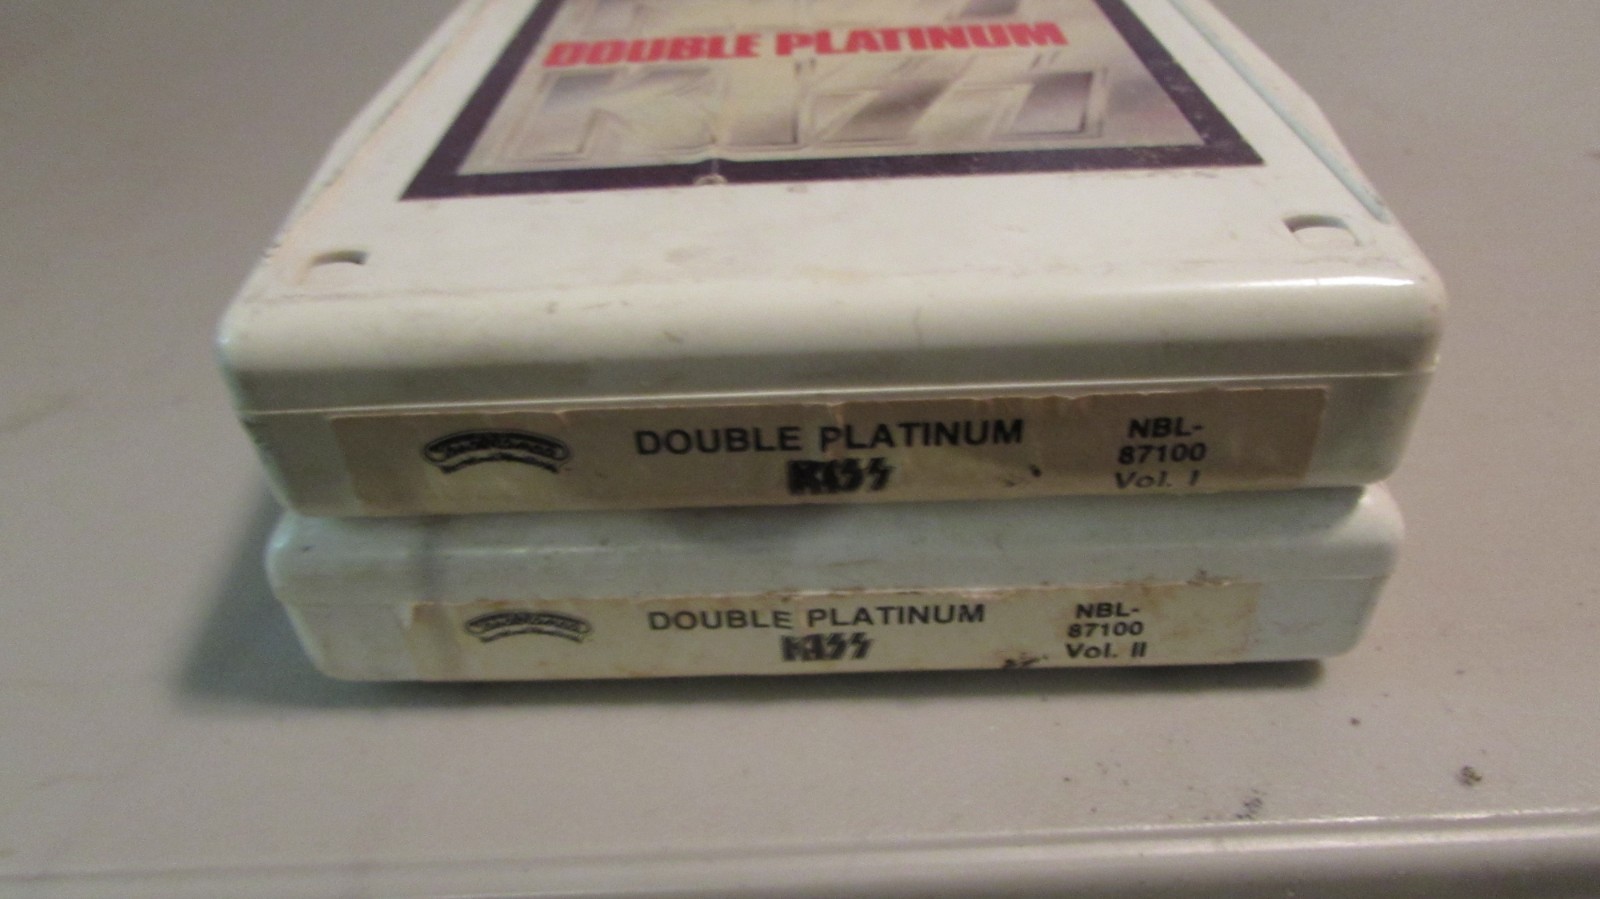 DOUBLE PLATINUM
KISS
DOUBLE PLATINUM
KISS
NBL-
87100
Vol. I
DOUBLE PLATINUM
KISS
NBL-
87100
Vol. II